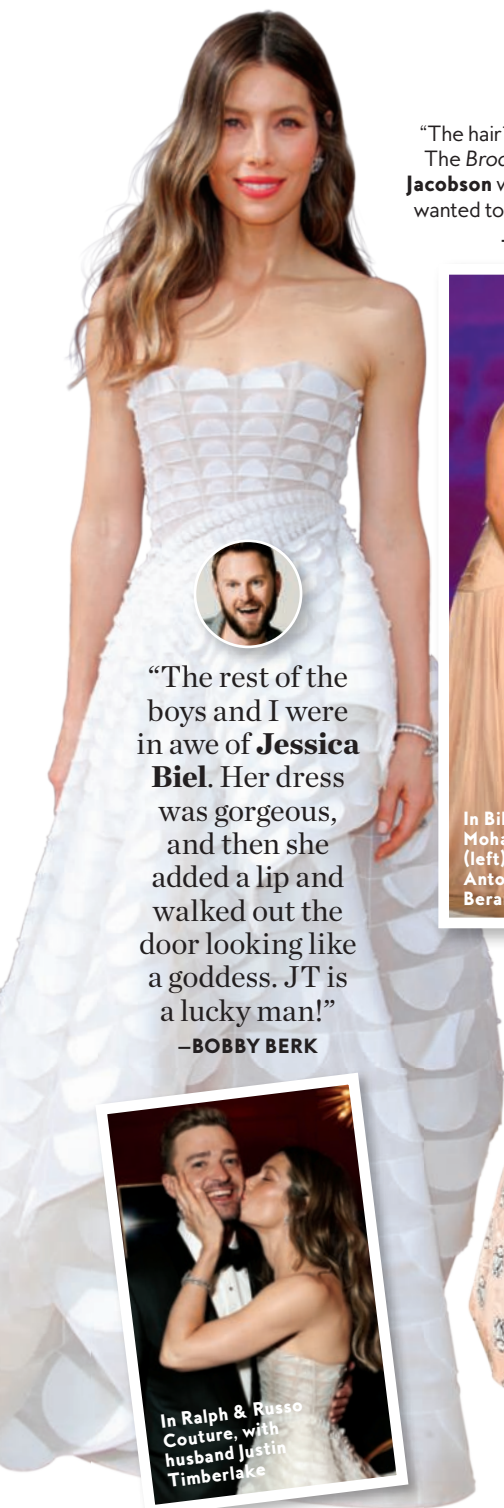 “The hair
The Broo
Jacobson
wanted to
“The rest of the
boys and I were
in awe of Jessica
Biel. Her dress
was gorgeous,
and then she
added a lip and
walked out the
door looking like
a goddess. JT is
a lucky man!”
—BOBBY BERK
In Bil
Moha
(left)
Anto
Bera
In Ralph & Russo
Couture, with
husband Justin
Timberlake